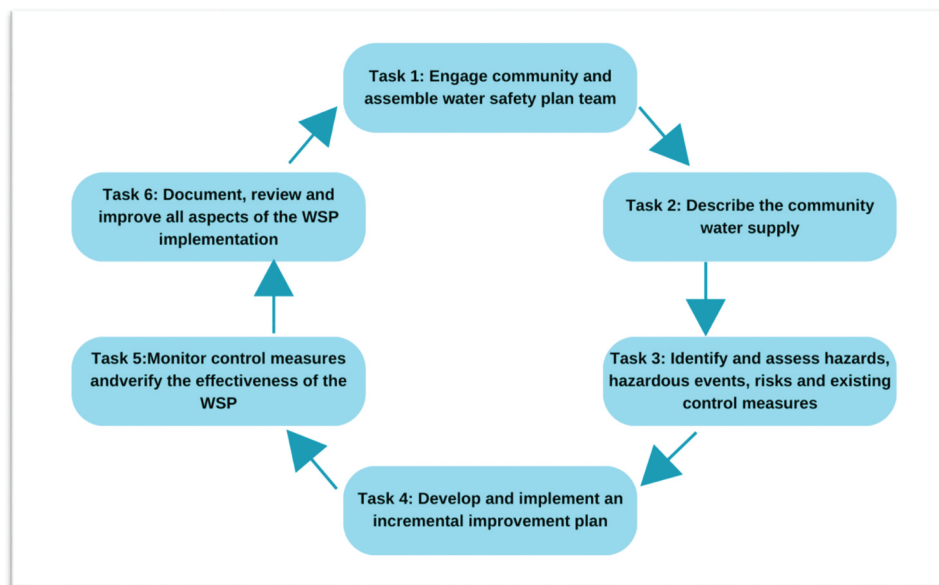 Task 1: Engage community and
assemble water safety plan team
Task 2: Describe the community
water supply
Task 3: Identify and assess hazards,
hazardous events, risks and existing
control measures
Task 4: Develop and implement an
incremental improvement plan
Task 5:Monitor control measures
andverify the effectiveness of the
WSP
Task 6: Document, review and
improve all aspects of the WSP
implementation